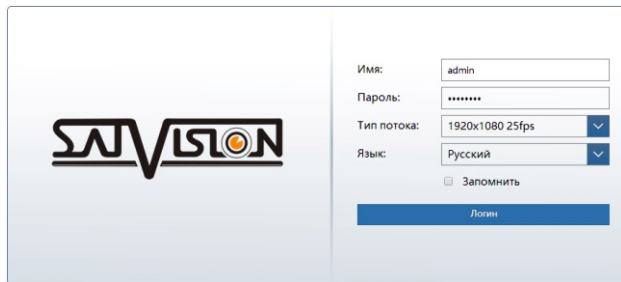 SATVISION
Имя: admin
Пароль: ••••••••
Тип потока: 1920x1080 25fps
Язык: Русский
Запомнить
Логин